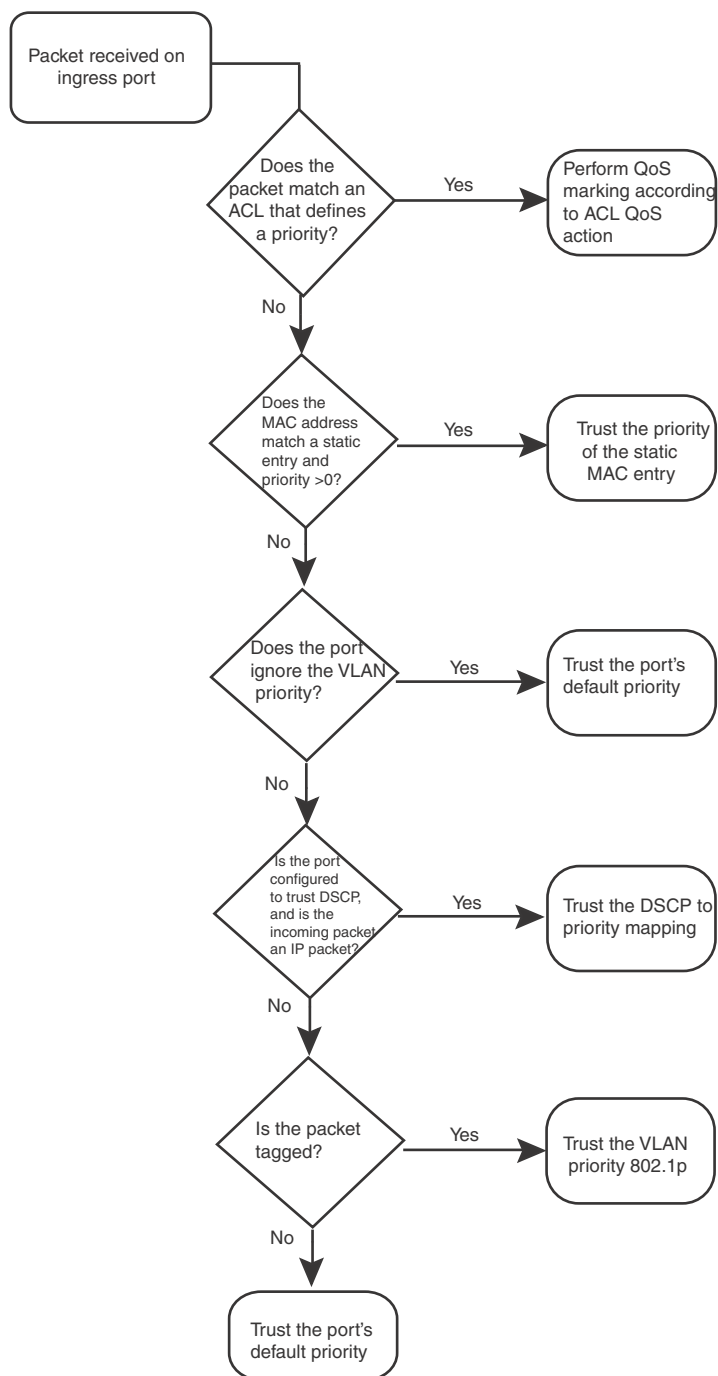 Packet received on
ingress port
Does the
packet match an
ACL that defines
a priority?
Yes
Perform QoS
marking according
to ACL QoS
action
No
Does the
MAC address
match a static
entry and
priority >0?
Yes
Trust the priority
of the static
MAC entry
No
Does the port
ignore the VLAN
priority?
Yes
Trust the port's
default priority
No
Is the port
configured
to trust DSCP,
and is the
incoming packet
an IP packet?
Yes
Trust the DSCP to
priority mapping
No
Is the packet
tagged?
Yes
Trust the VLAN
priority 802.1p
No
Trust the port's
default priority